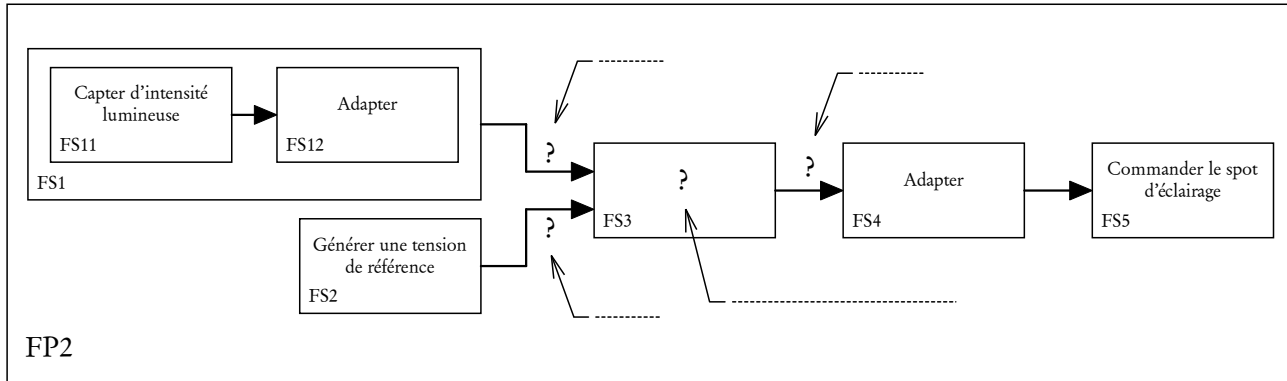 Capter d'intensité
lumineuse
FS11
Adapter
FS12
FS1
?
?
FS3
?
Adapter
FS4
Commander le spot
d'éclairage
FS5
Générer une tension
de référence
FS2
?
FP2